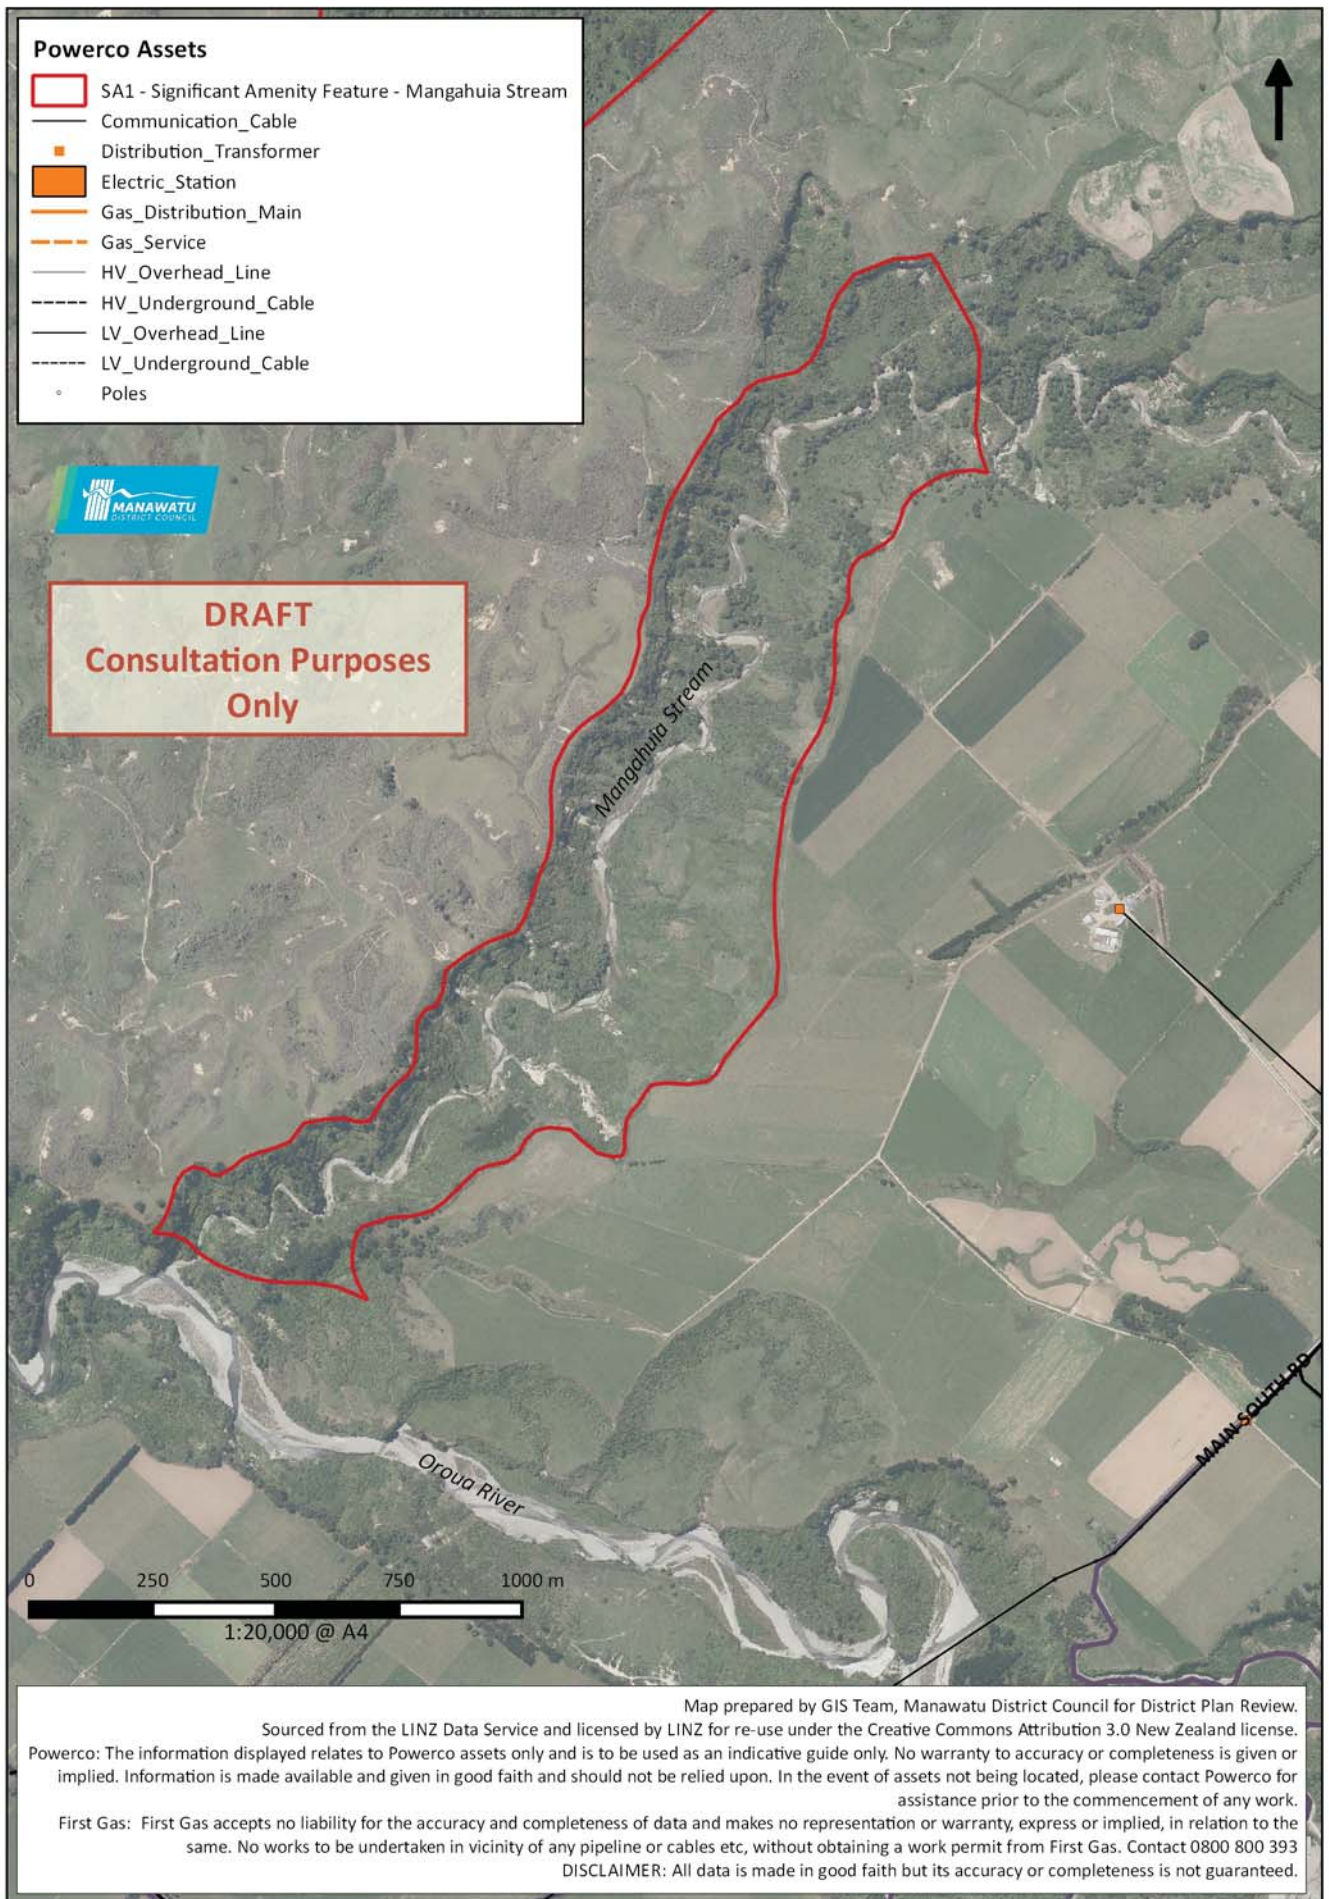 Powerco Assets
SA1 - Significant Amenity Feature - Mangahuia Stream
Communication_Cable
Distribution_Transformer
Electric_Station
Gas_Distribution_Main
Gas_Service
HV_Overhead_Line
HV_Underground_Cable
LV_Overhead_Line
LV_Underground_Cable
Poles
MANAWATU
DISTRICT COUNCIL
DRAFT
Consultation Purposes
Only
Mangahuia Stream
MAIN SOUTH RD
Oroua River
0 250 500 750 1000 m
1:20,000 @ A4
Map prepared by GIS Team, Manawatu District Council for District Plan Review.
Sourced from the LINZ Data Service and licensed by LINZ for re-use under the Creative Commons Attribution 3.0 New Zealand license.
Powerco: The information displayed relates to Powerco assets only and is to be used as an indicative guide only. No warranty to accuracy or completeness is given or
implied. Information is made available and given in good faith and should not be relied upon. In the event of assets not being located, please contact Powerco for
assistance prior to the commencement of any work.
First Gas: First Gas accepts no liability for the accuracy and completeness of data and makes no representation or warranty, express or implied, in relation to the
same. No works to be undertaken in vicinity of any pipeline or cables etc, without obtaining a work permit from First Gas. Contact 0800 800 393
DISCLAIMER: All data is made in good faith but its accuracy or completeness is not guaranteed.